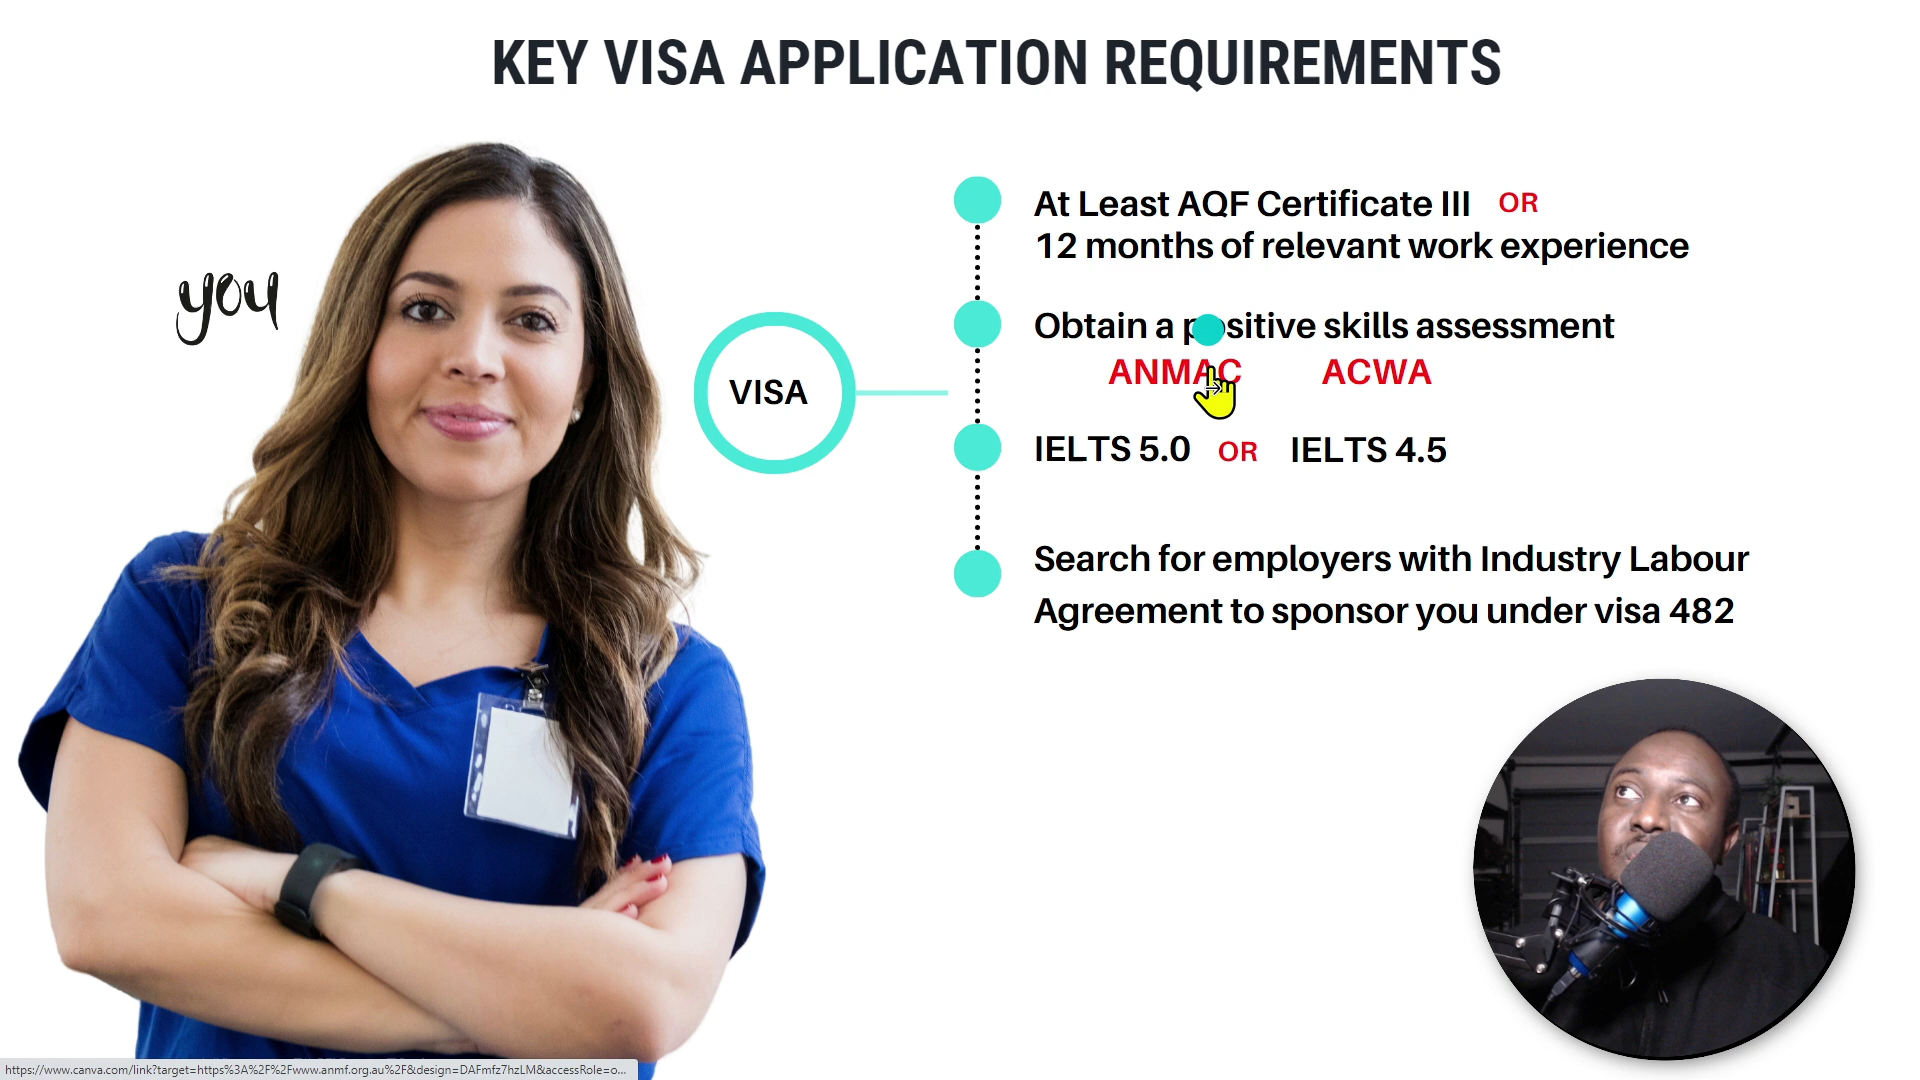 KEY VISA APPLICATION REQUIREMENTS
you
VISA
At Least AQF Certificate III OR
12 months of relevant work experience
Obtain a positive skills assessment
ANMAC ACWA
IELTS 5.0 OR IELTS 4.5
Search for employers with Industry Labour
Agreement to sponsor you under visa 482
https://www.canva.com/link?target=https%3A%2F%2Fwww.anmf.org.au%2F&design=DAFmfz7hzLM&accessRole=o...